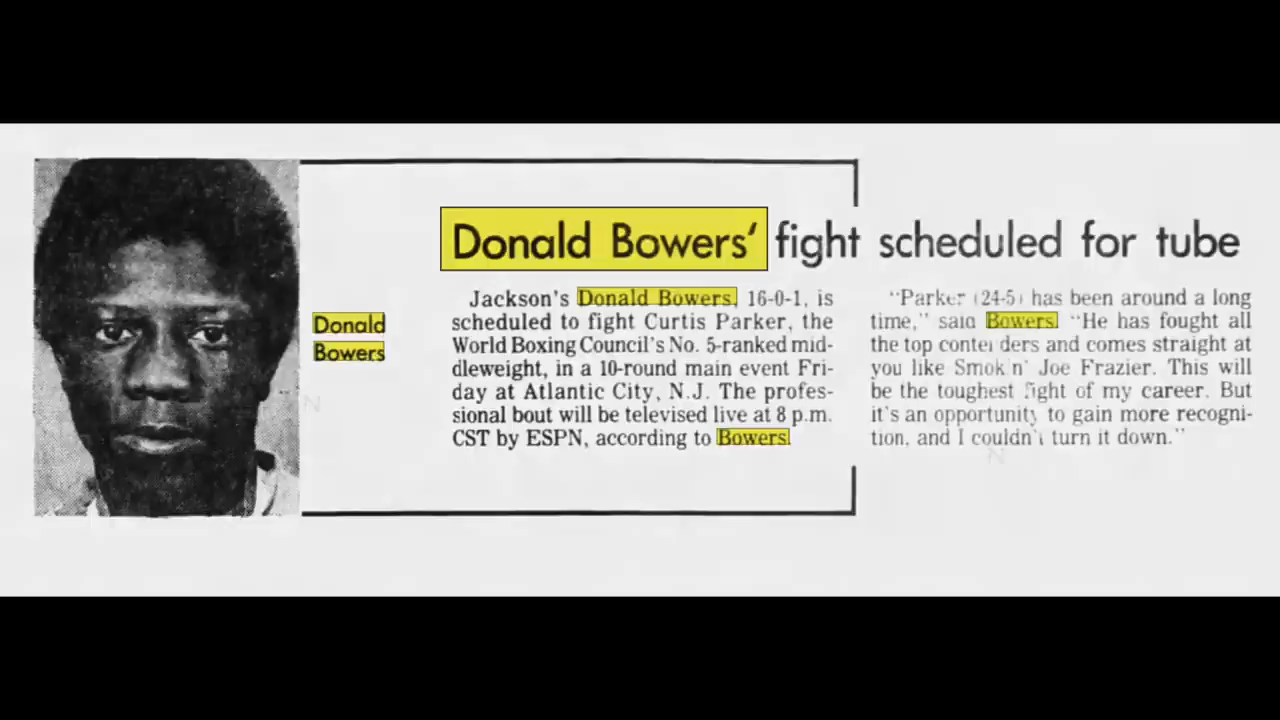 Donald Bowers' fight scheduled for tube
Donald
Bowers
Jackson's Donald Bowers, 16-0-1, is
scheduled to fight Curtis Parker, the
World Boxing Council's No. 5-ranked mid-
dleweight, in a 10-round main event Fri-
day at Atlantic City, N.J. The profes-
sional bout will be televised live at 8 p.m.
CST by ESPN, according to Bowers.
"Parker (24-5) has been around a long
time," said Bowers. "He has fought all
the top contenders and comes straight at
you like Smokin' Joe Frazier. This will
be the toughest fight of my career. But
it's an opportunity to gain more recogni-
tion, and I couldn't turn it down."